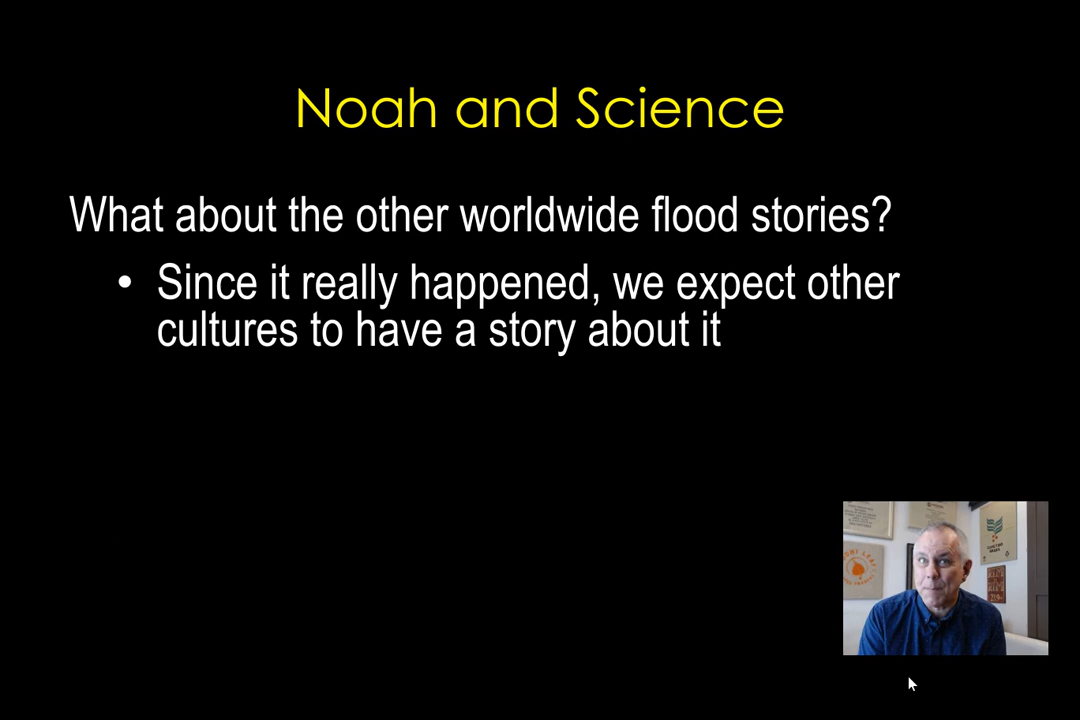 Noah and Science
What about the other worldwide flood stories?
• Since it really happened, we expect other
cultures to have a story about it